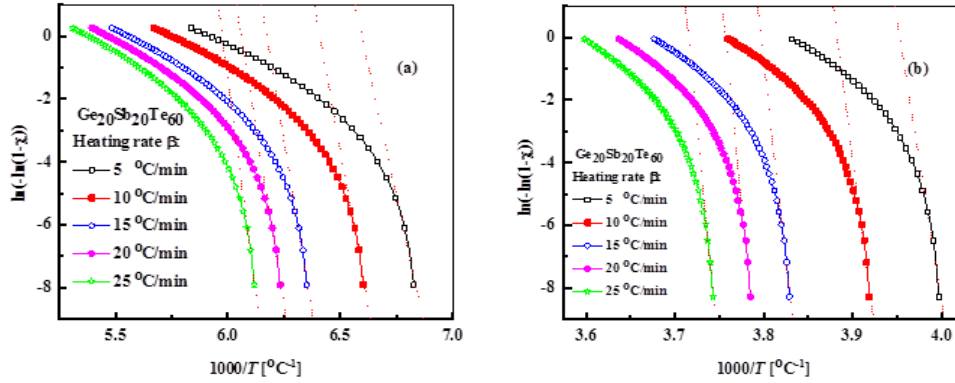 (a)
0
-2
-4
-6
-8
ln(-ln(1-χ))
Ge20Sb20Te60
Heating rate β:
5 °C/min
10 °C/min
15 °C/min
20 °C/min
25 °C/min
5.5 6.0 6.5 7.0
1000/T [°C⁻¹]
(b)
0
-2
-4
-6
-8
ln(-ln(1-χ))
Ge20Sb20Te60
Heating rate β:
5 °C/min
10 °C/min
15 °C/min
20 °C/min
25 °C/min
3.6 3.7 3.8 3.9 4.0
1000/T [°C⁻¹]